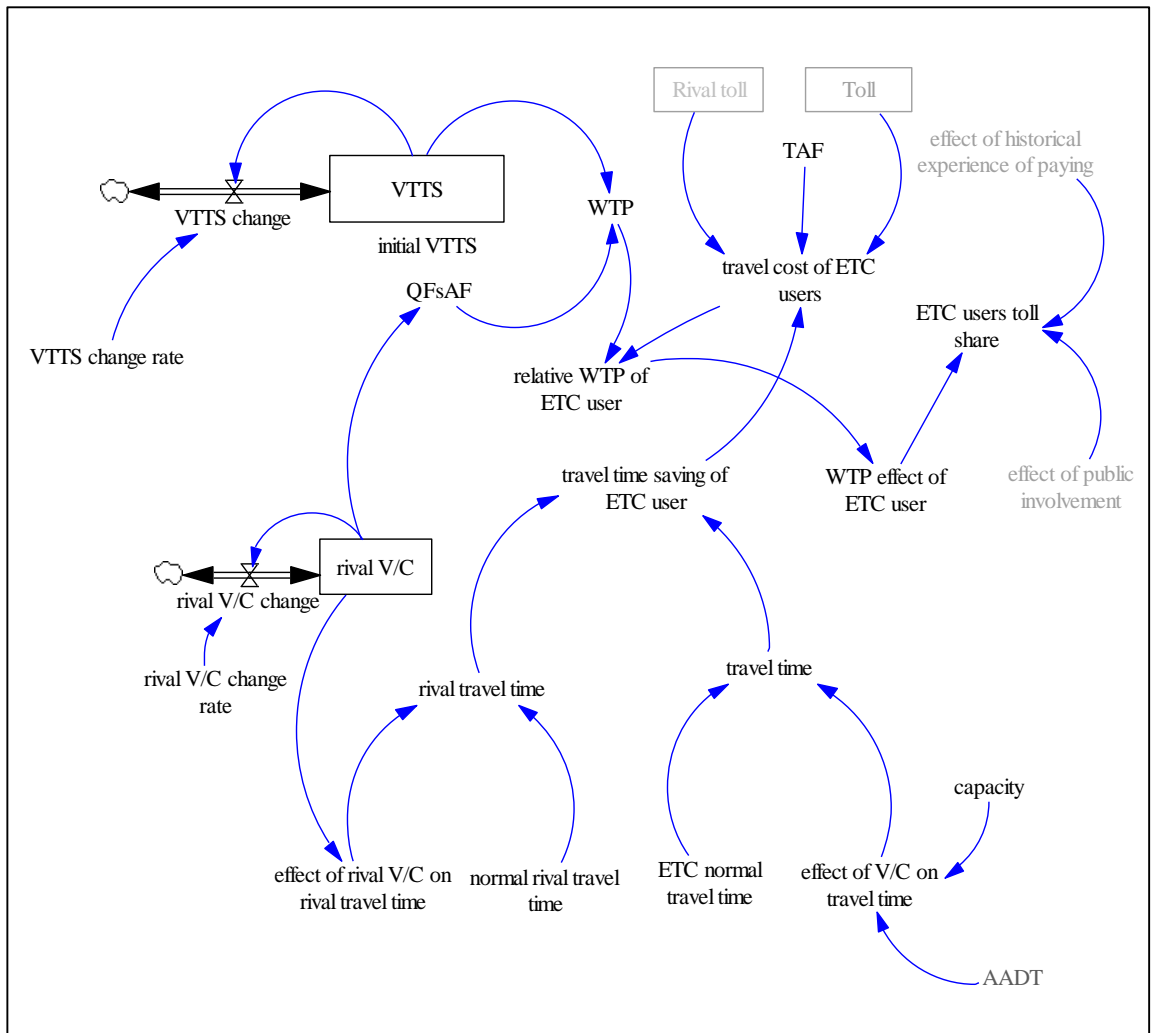 Rival toll
Toll
effect of historical
experience of paying
TAF
VTTS
VTTS change
WTP
initial VTTS
travel cost of ETC
users
QFsAF
ETC users toll
share
VTTS change rate
relative WTP of
ETC user
travel time saving of
ETC user
WTP effect of
ETC user
effect of public
involvement
rival V/C
rival V/C change
rival V/C change
rate
rival travel time
travel time
capacity
effect of rival V/C on
rival travel time
normal rival travel
time
ETC normal
travel time
effect of V/C on
travel time
AADT